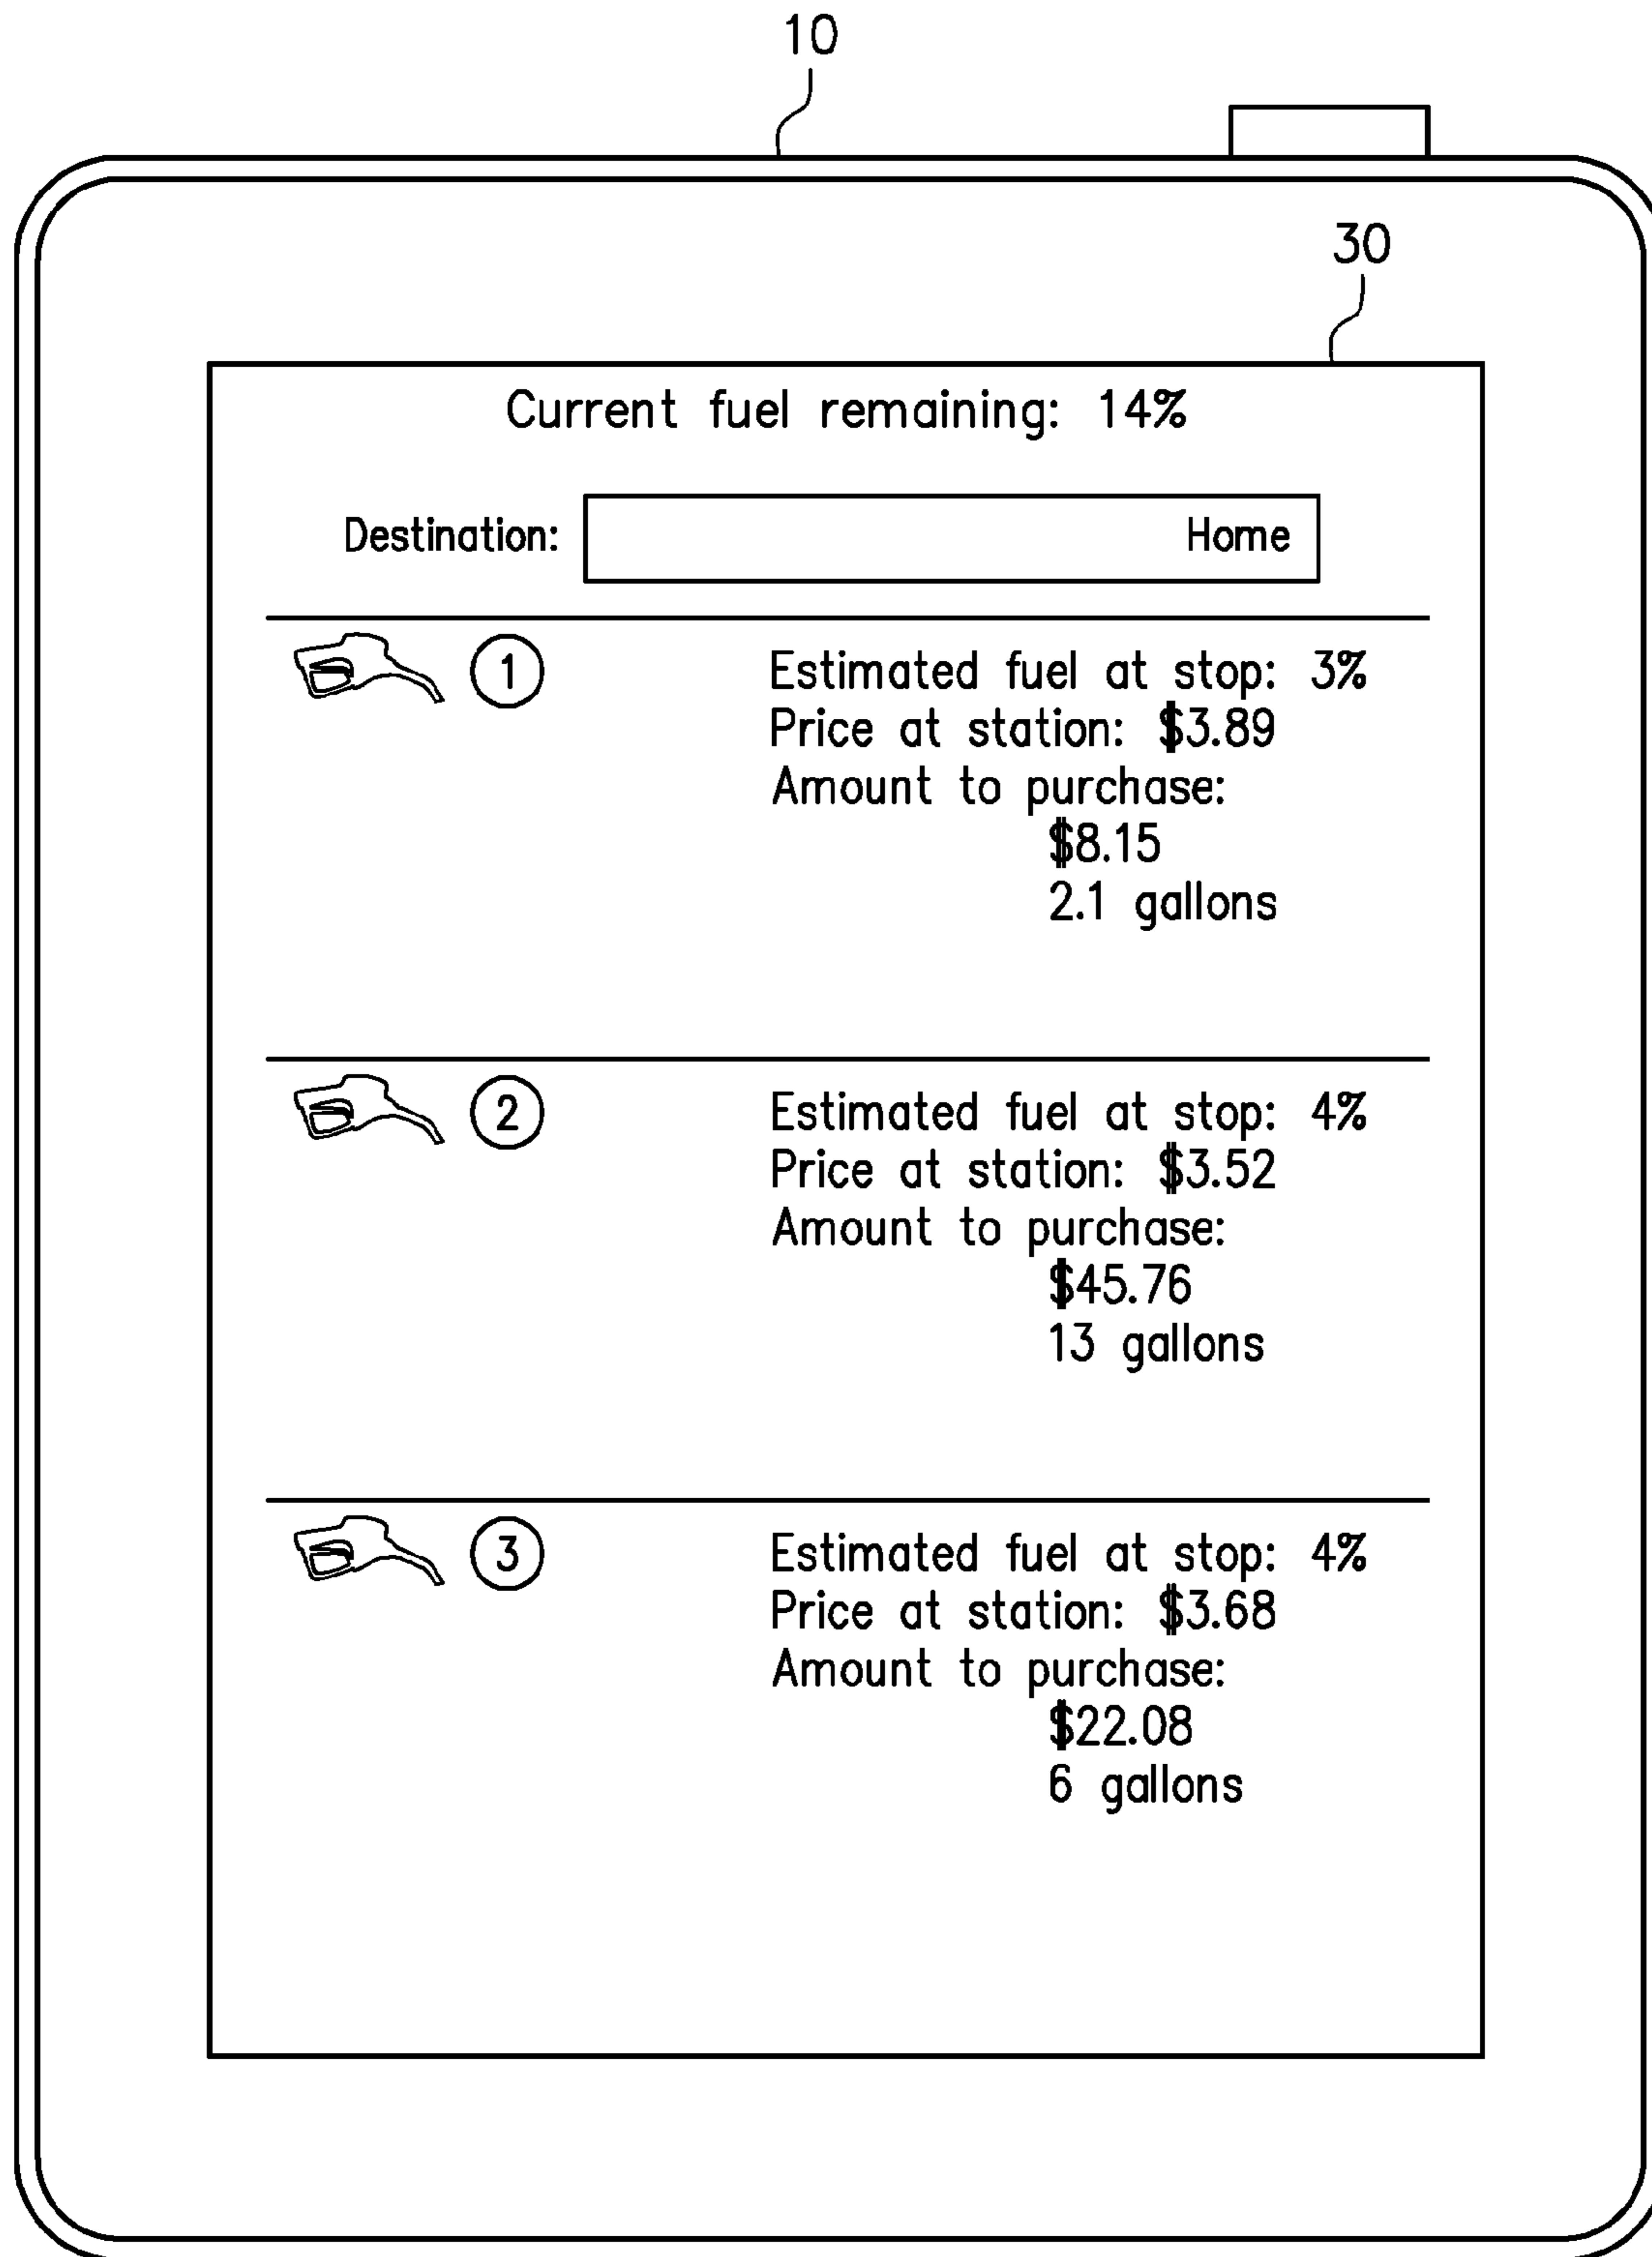 10
30
Current fuel remaining: 14%
Destination: Home
1 Estimated fuel at stop: 3%
Price at station: $3.89
Amount to purchase:
$8.15
2.1 gallons
2 Estimated fuel at stop: 4%
Price at station: $3.52
Amount to purchase:
$45.76
13 gallons
3 Estimated fuel at stop: 4%
Price at station: $3.68
Amount to purchase:
$22.08
6 gallons